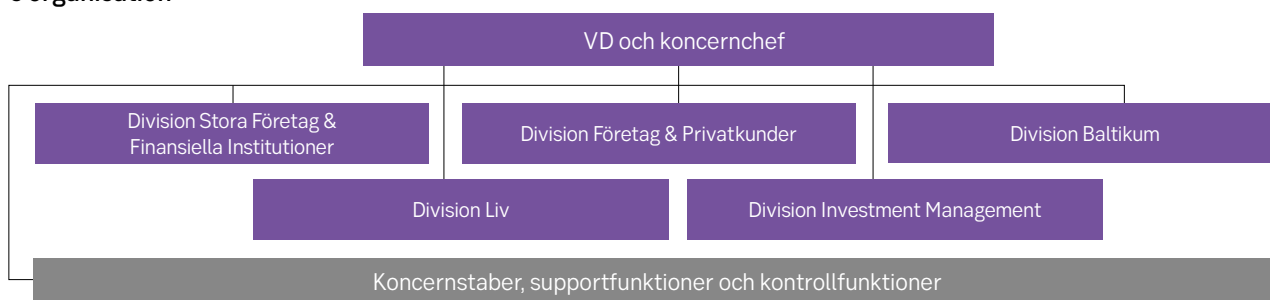 organisation
VD och koncernchef
Division Stora Företag &
Finansiella Institutioner
Division Företag & Privatkunder
Division Baltikum
Division Liv
Division Investment Management
Koncernstaber, supportfunktioner och kontrollfunktioner